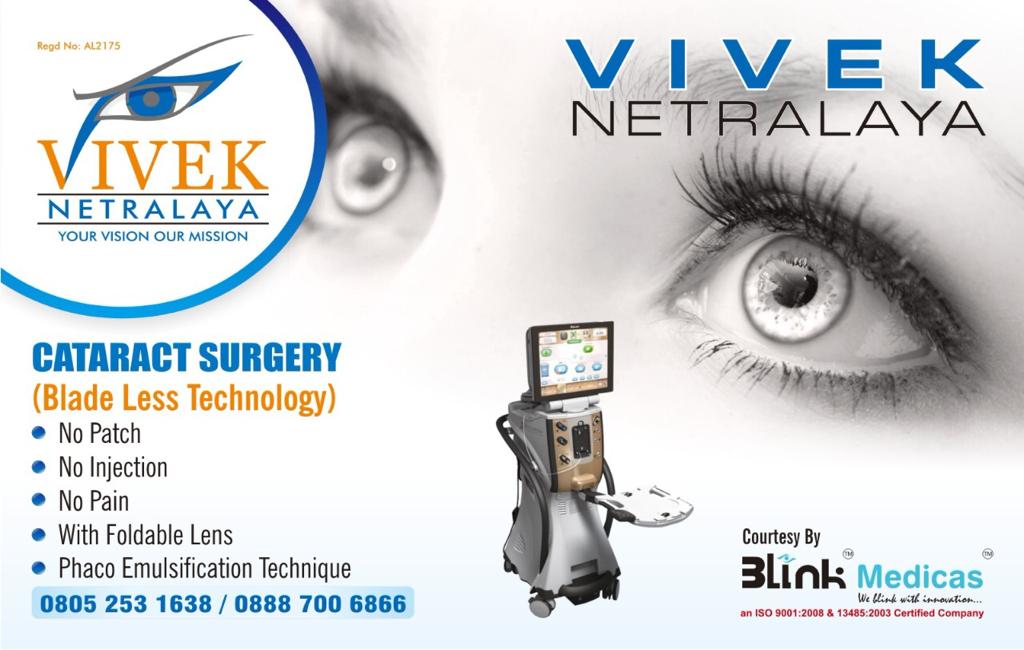 Regd No: AL2175
VIVEK
NETRALAYA
YOUR VISION OUR MISSION
VIVEK
NETRALAYA
CATARACT SURGERY
(Blade Less Technology)
No Patch
No Injection
No Pain
With Foldable Lens
Phaco Emulsification Technique
0805 253 1638 / 0888 700 6866
Courtesy By
Blink™ Medicas™
We blink with innovation...
an ISO 9001:2008 & 13485:2003 Certified Company